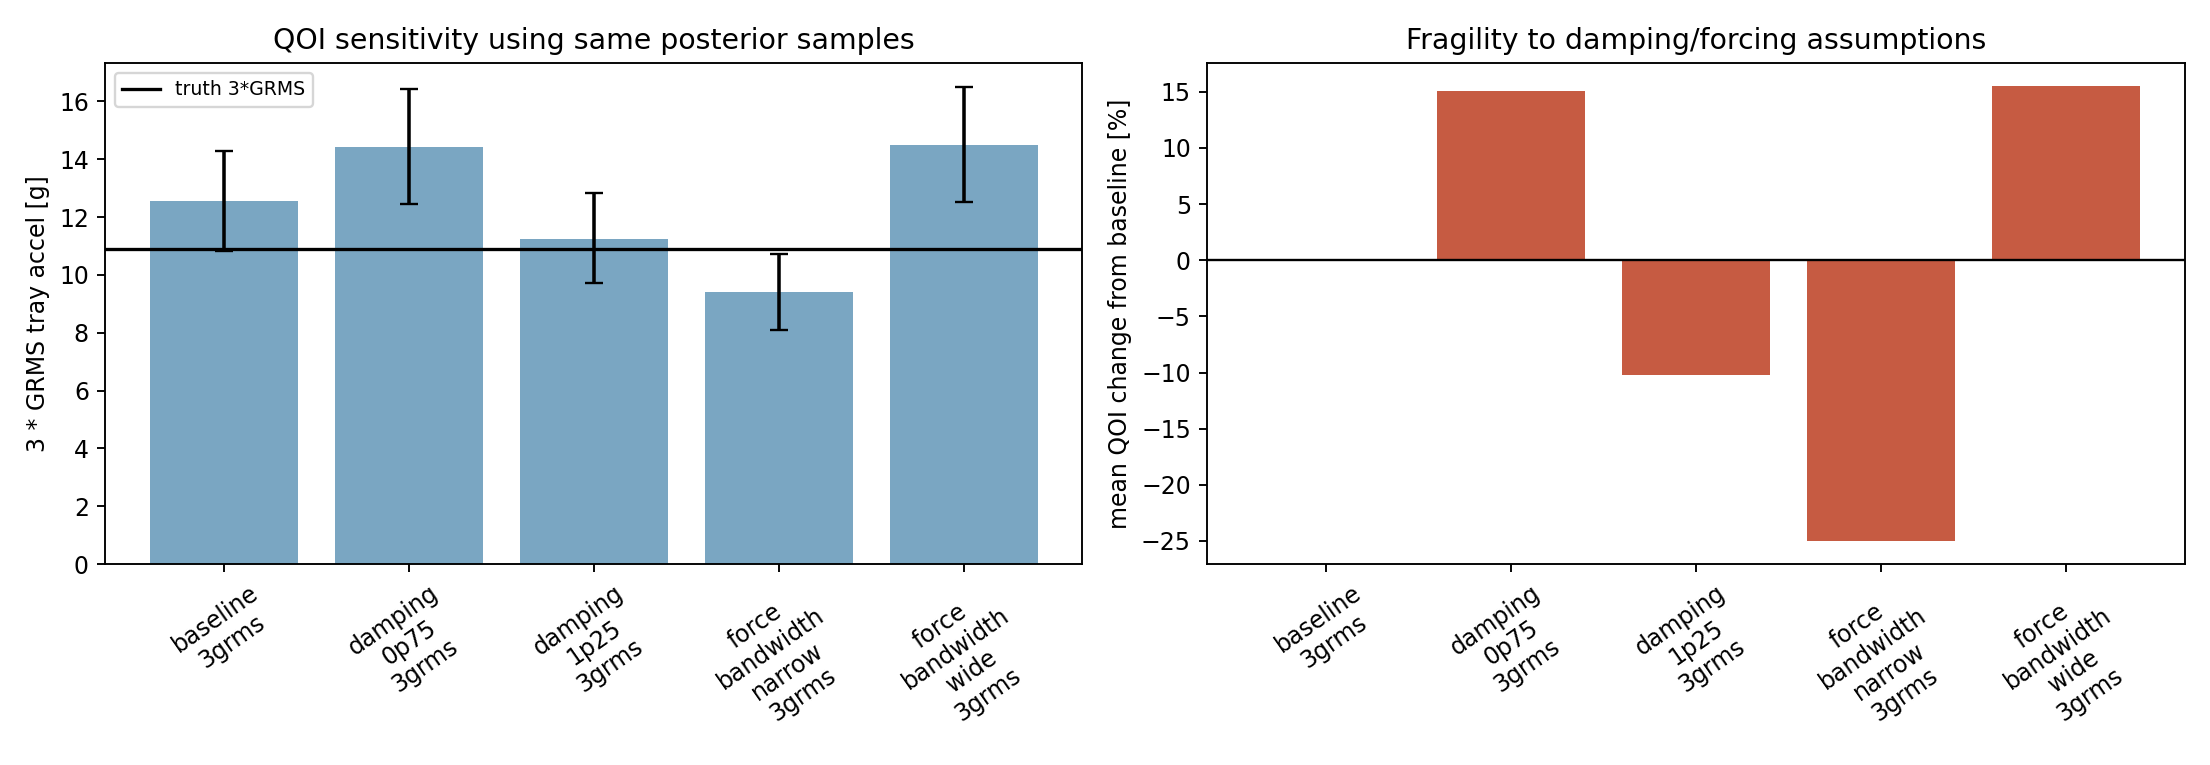 QOI sensitivity using same posterior samples
truth 3*GRMS
3 * GRMS tray accel [g]
16
14
12
10
8
6
4
2
0
baseline
3grms
damping
0p75
3grms
damping
1p25
3grms
force
bandwidth
narrow
3grms
force
bandwidth
wide
3grms
Fragility to damping/forcing assumptions
mean QOI change from baseline [%]
15
10
5
0
−5
−10
−15
−20
−25
baseline
3grms
damping
0p75
3grms
damping
1p25
3grms
force
bandwidth
narrow
3grms
force
bandwidth
wide
3grms